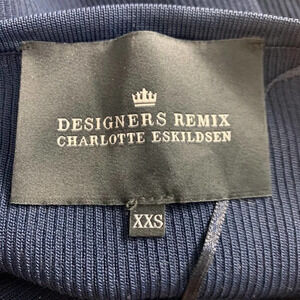 DESIGNERS REMIX
CHARLOTTE ESKILDSEN
XXS